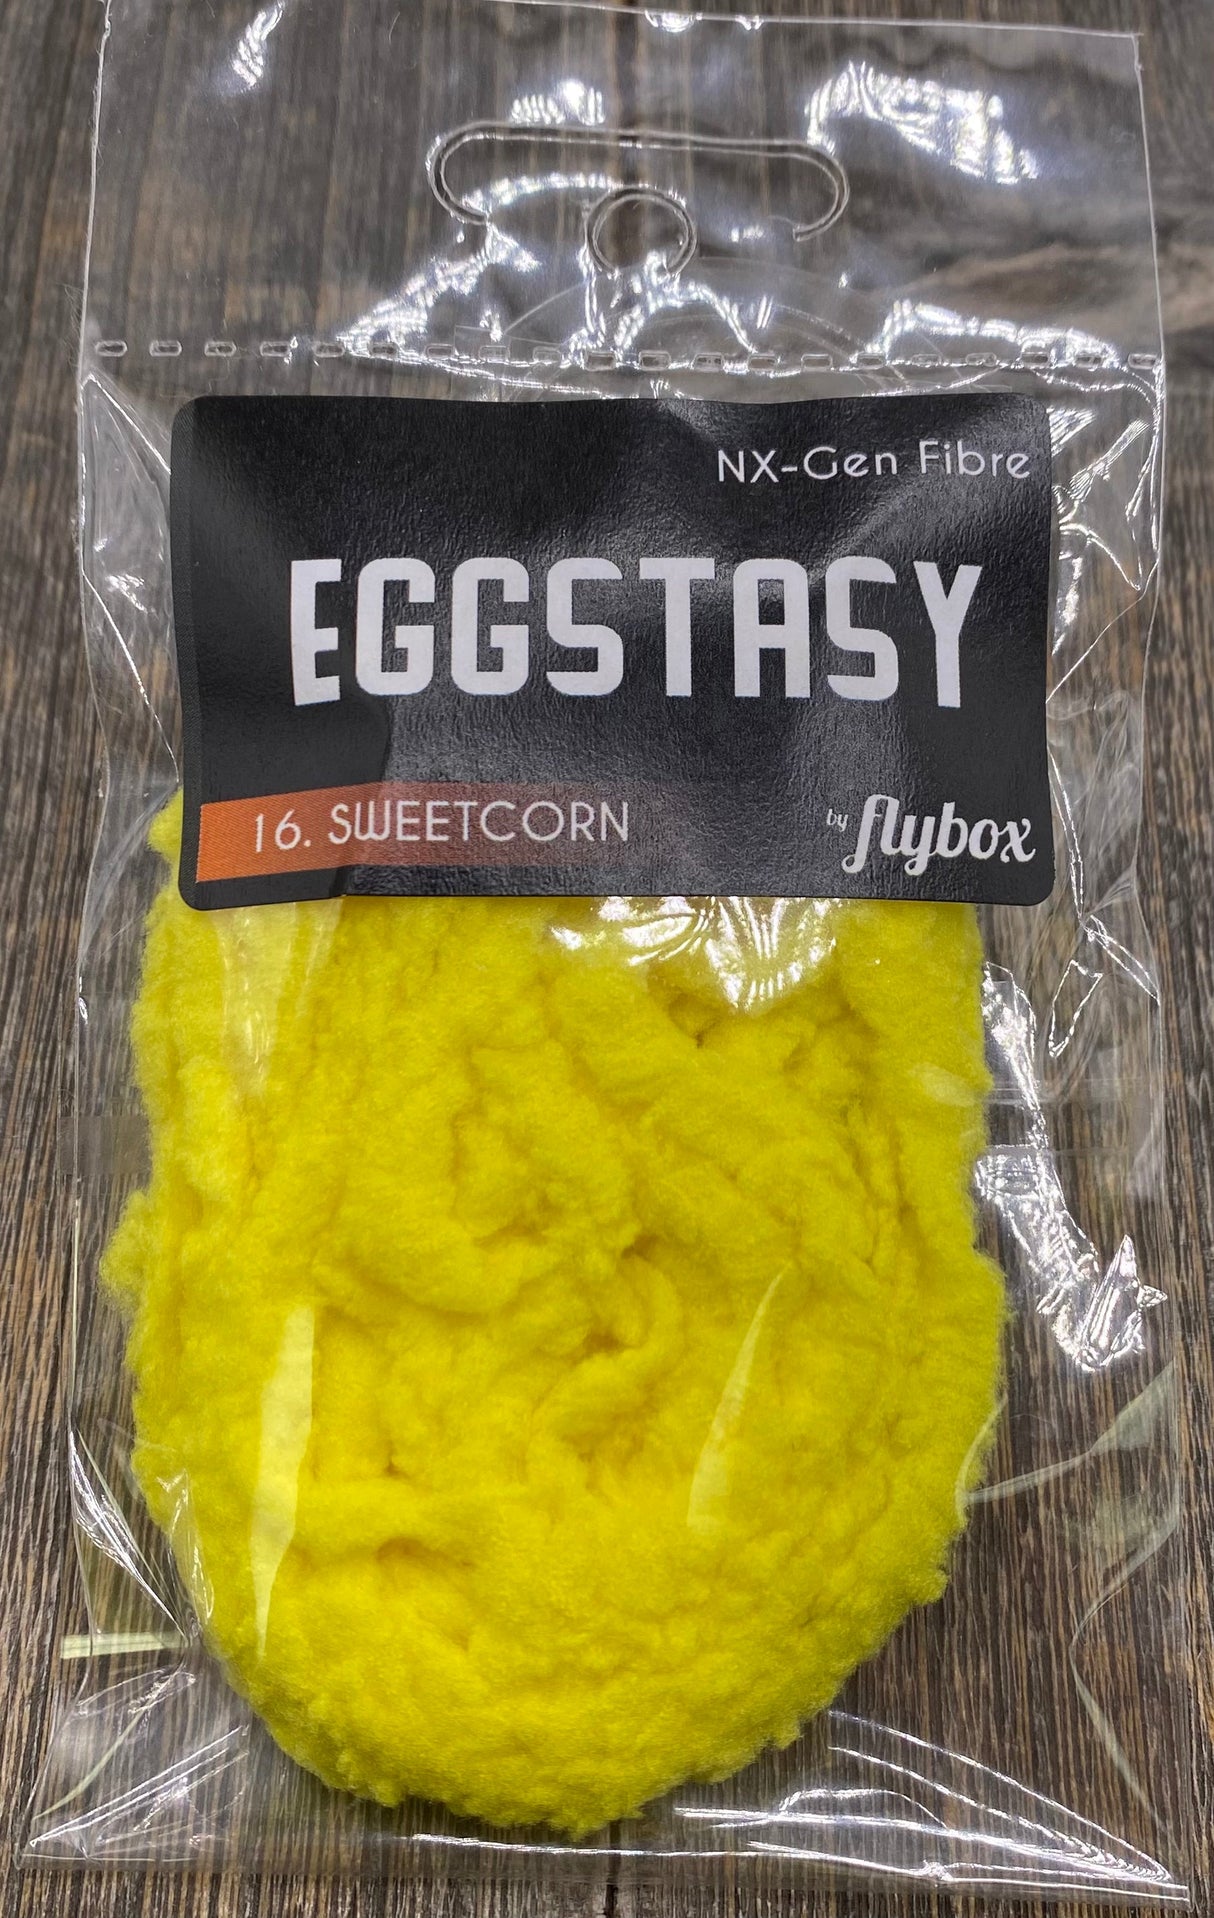 NX-Gen Fibre
EGGSTASY
16. SWEETCORN
by flybox